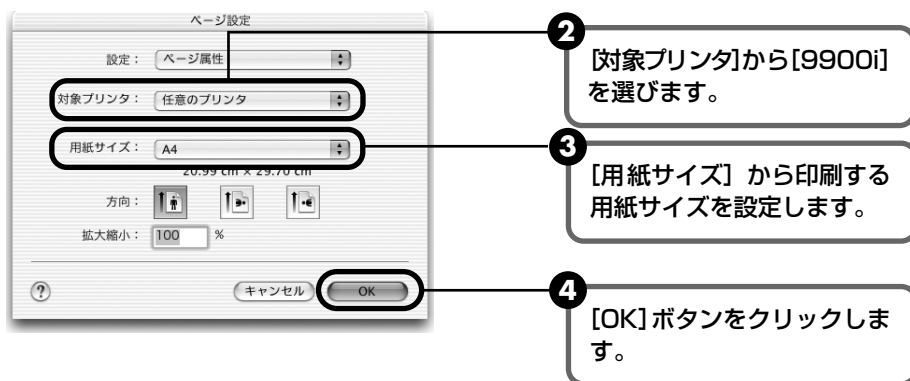 ページ設定
設定： ページ属性
対象プリンタ： 任意のプリンタ
用紙サイズ： A4
20.99 cm × 29.70 cm
方向：
拡大縮小： 100 %
? キャンセル OK
2
[対象プリンタ]から[9900i]
を選びます。
3
[用紙サイズ] から印刷する
用紙サイズを設定します。
4
[OK]ボタンをクリックしま
す。